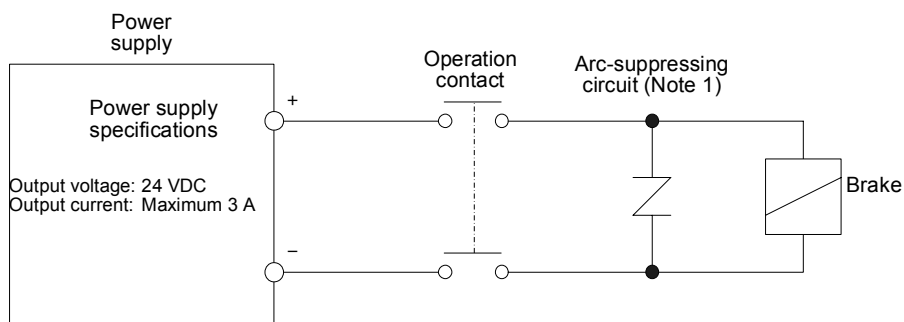 Power
supply
Power supply
specifications
Output voltage: 24 VDC
Output current: Maximum 3 A
+
−
Operation
contact
Arc-suppressing
circuit (Note 1)
Brake